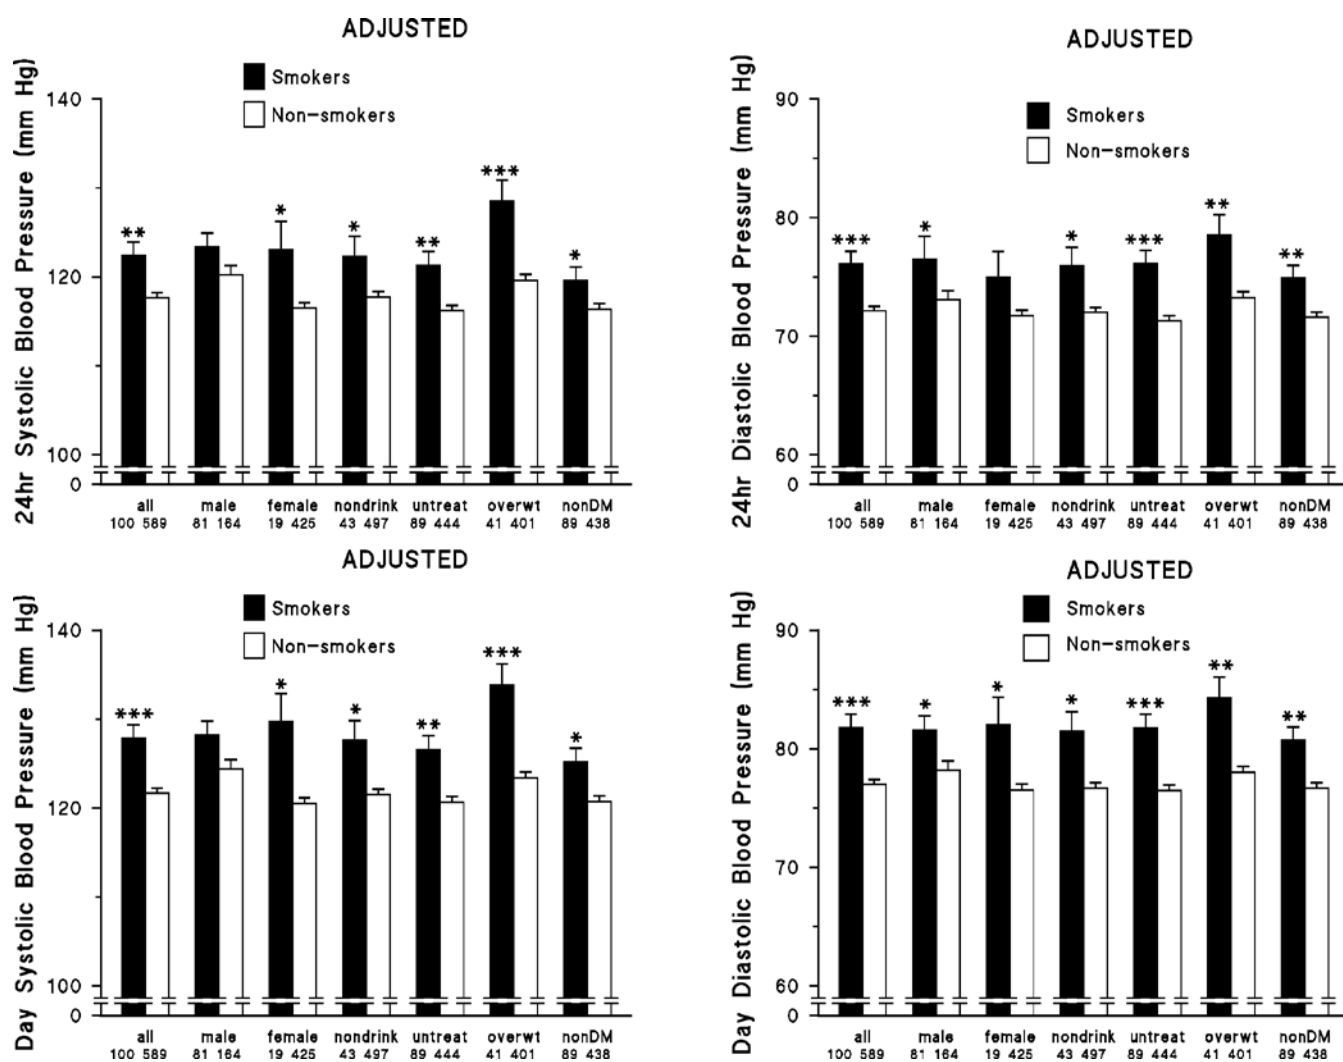 ADJUSTED
24hr Systolic Blood Pressure (mm Hg)
Smokers
Non-smokers
140
** * * ** *** *
120
100
0
all male female nondrink untreat overwt nonDM
100 589 81 164 19 425 43 497 89 444 41 401 89 438
ADJUSTED
24hr Diastolic Blood Pressure (mm Hg)
Smokers
Non-smokers
90
80
*** * * *** ** **
70
60
0
all male female nondrink untreat overwt nonDM
100 589 81 164 19 425 43 497 89 444 41 401 89 438
ADJUSTED
Day Systolic Blood Pressure (mm Hg)
Smokers
Non-smokers
140
*** * * ** *** *
120
100
0
all male female nondrink untreat overwt nonDM
100 589 81 164 19 425 43 497 89 444 41 401 89 438
ADJUSTED
Day Diastolic Blood Pressure (mm Hg)
Smokers
Non-smokers
90
*** * * * *** ** **
80
70
60
0
all male female nondrink untreat overwt nonDM
100 589 81 164 19 425 43 497 89 444 41 401 89 438